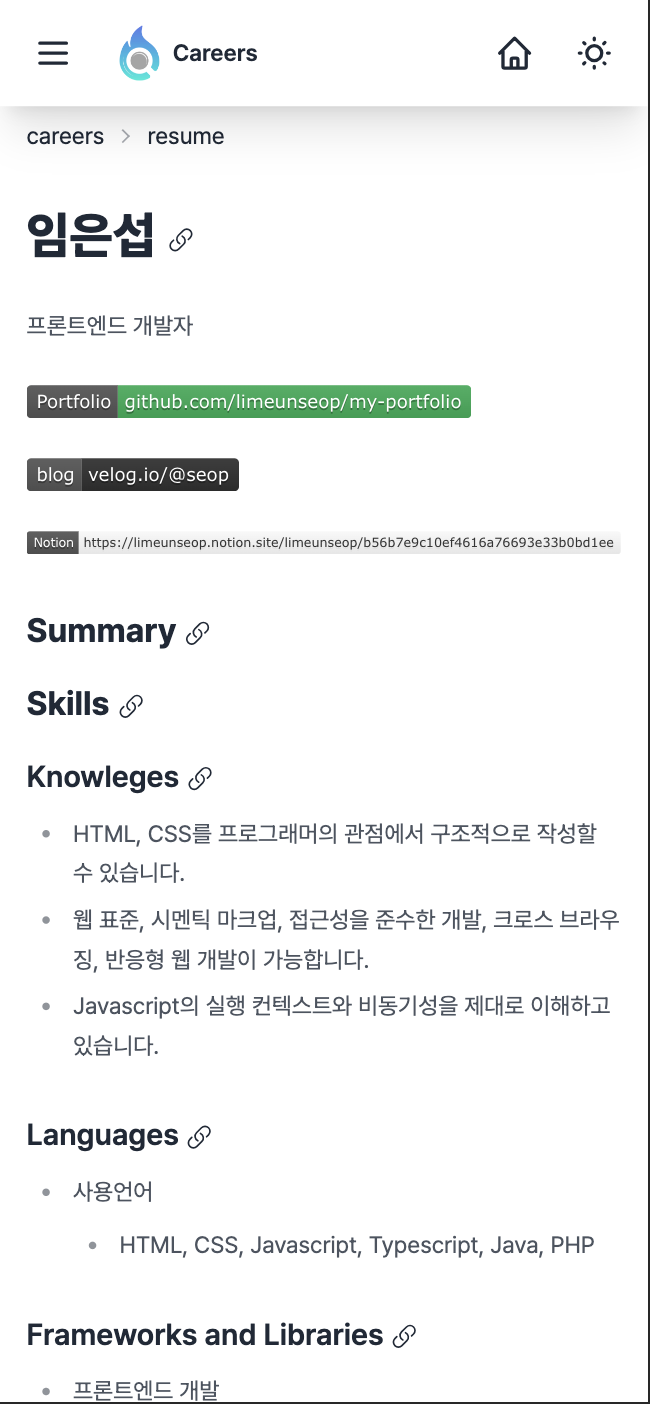 Careers
careers > resume
임은섭
프론트엔드 개발자
Portfolio github.com/limeunseop/my-portfolio
blog velog.io/@seop
Notion https://limeunseop.notion.site/limeunseop/b56b7e9c10ef4616a76693e33b0bd1ee
Summary
Skills
Knowleges
• HTML, CSS를 프로그래머의 관점에서 구조적으로 작성할
수 있습니다.
• 웹 표준, 시멘틱 마크업, 접근성을 준수한 개발, 크로스 브라우
징, 반응형 웹 개발이 가능합니다.
• Javascript의 실행 컨텍스트와 비동기성을 제대로 이해하고
있습니다.
Languages
• 사용언어
• HTML, CSS, Javascript, Typescript, Java, PHP
Frameworks and Libraries
• 프론트엔드 개발